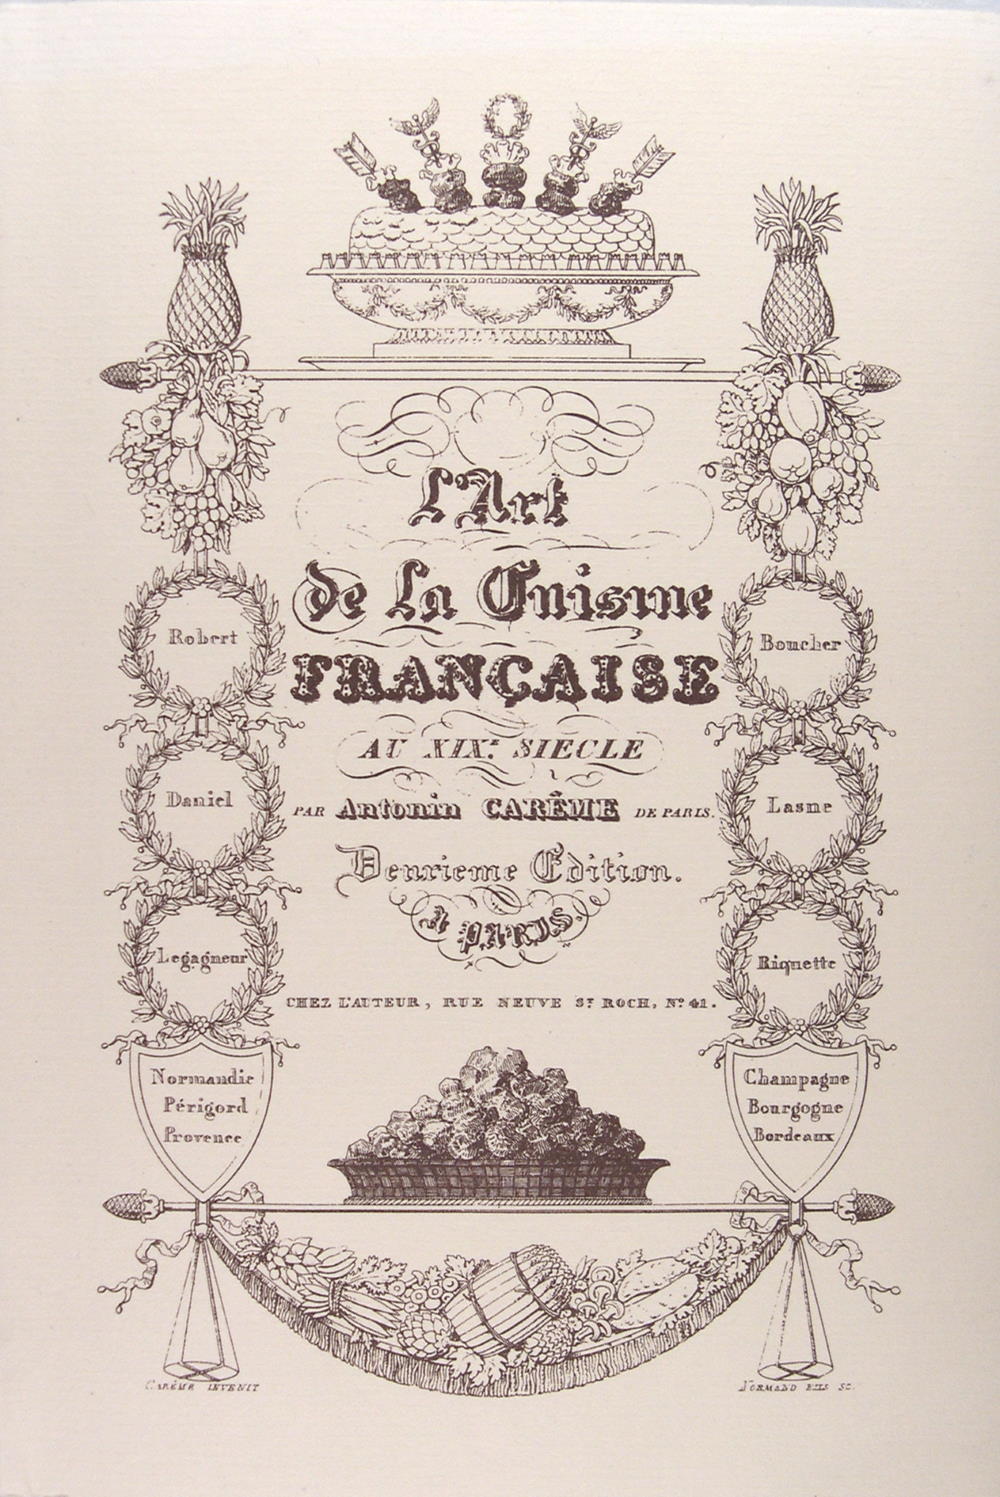 L'Art
de La Cuisine
FRANÇAISE
AU XIXe. SIECLE
PAR Antonin CARÊME DE PARIS.
Deuxieme Edition.
A PARIS.
CHEZ L'AUTEUR, RUE NEUVE St. ROCH, No. 41.
Robert
Daniel
Legagneur
Normandie
Périgord
Provence
Boucher
Lasne
Riquette
Champagne
Bourgogne
Bordeaux
CARÊME INVENIT
NORMAND FILS SC.